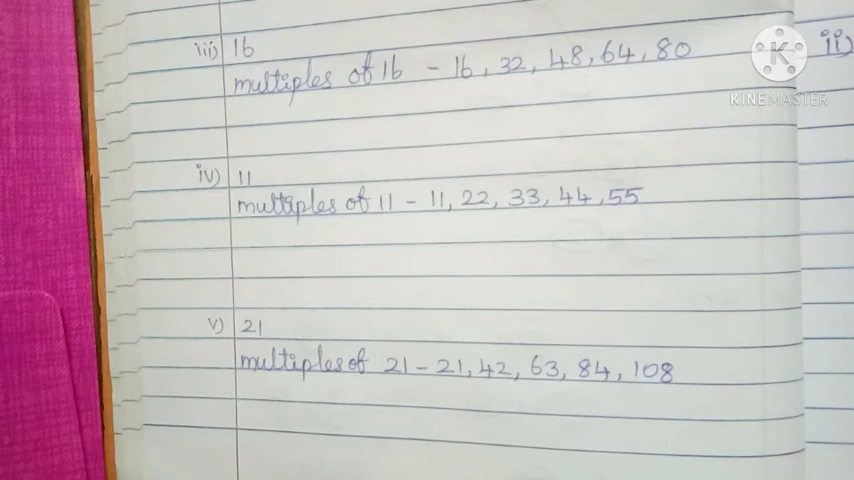 iii) 16
multiples of 16 - 16, 32, 48, 64, 80
ii)
KINEMASTER
iv) 11
multiples of 11 - 11, 22, 33, 44, 55
v) 21
multiples of 21 - 21, 42, 63, 84, 108